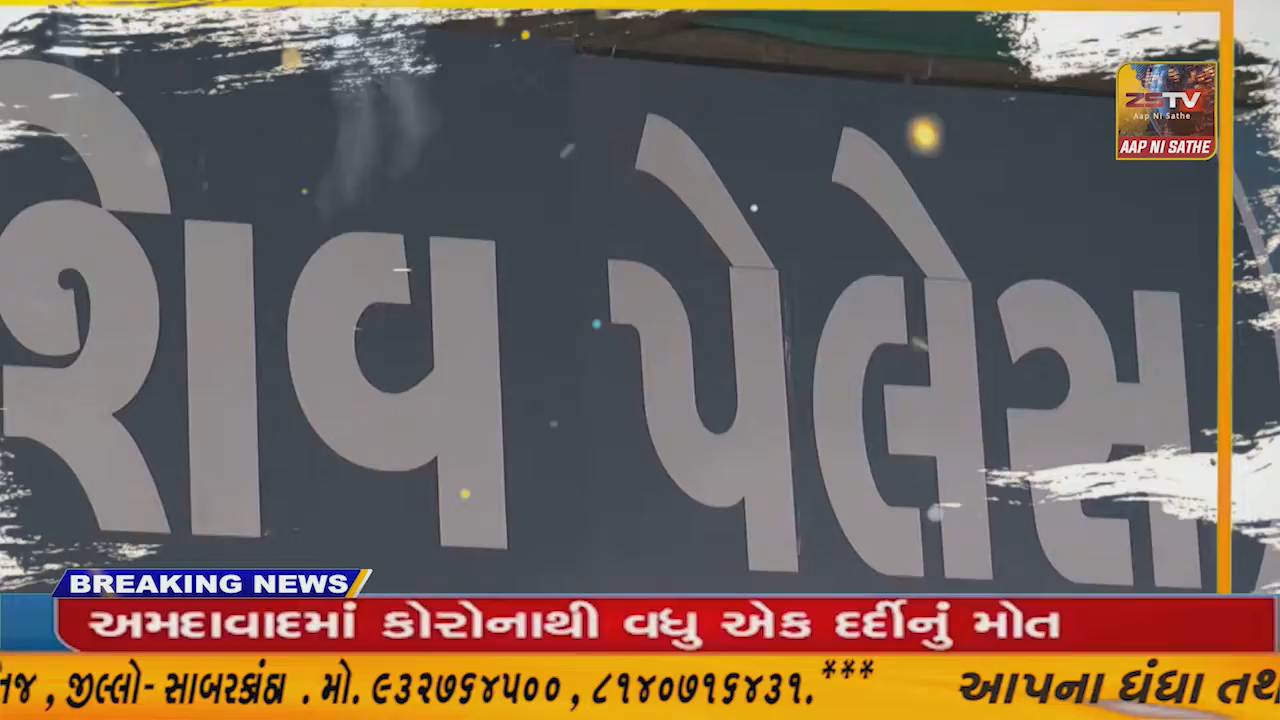 શિવ પેલેસ
ZSTV
Aap Ni Sathe
AAP NI SATHE
BREAKING NEWS
અમદાવાદમાં કોરોનાથી વધુ એક દર્દીનું મોત
તિજ , જીલ્લો- સાબરકાંઠા . મો. ૯૩૨૭૬૪૫૦૦ , ૮૧૪૦૭૧૬૪૩૧.*** આપના ધંધા તથ